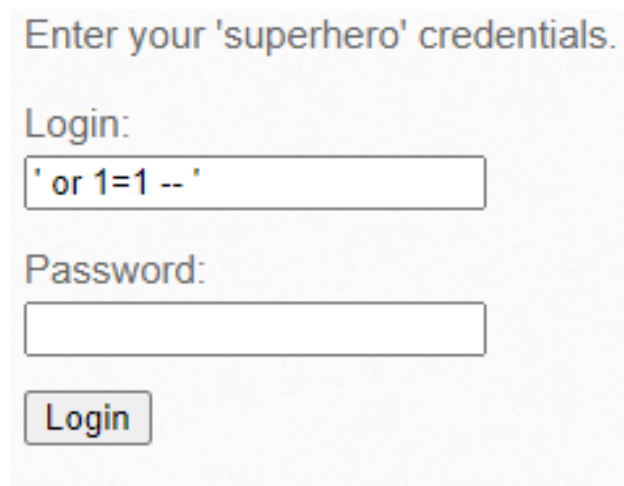 Enter your 'superhero' credentials.
Login:
' or 1=1 -- '
Password:
Login